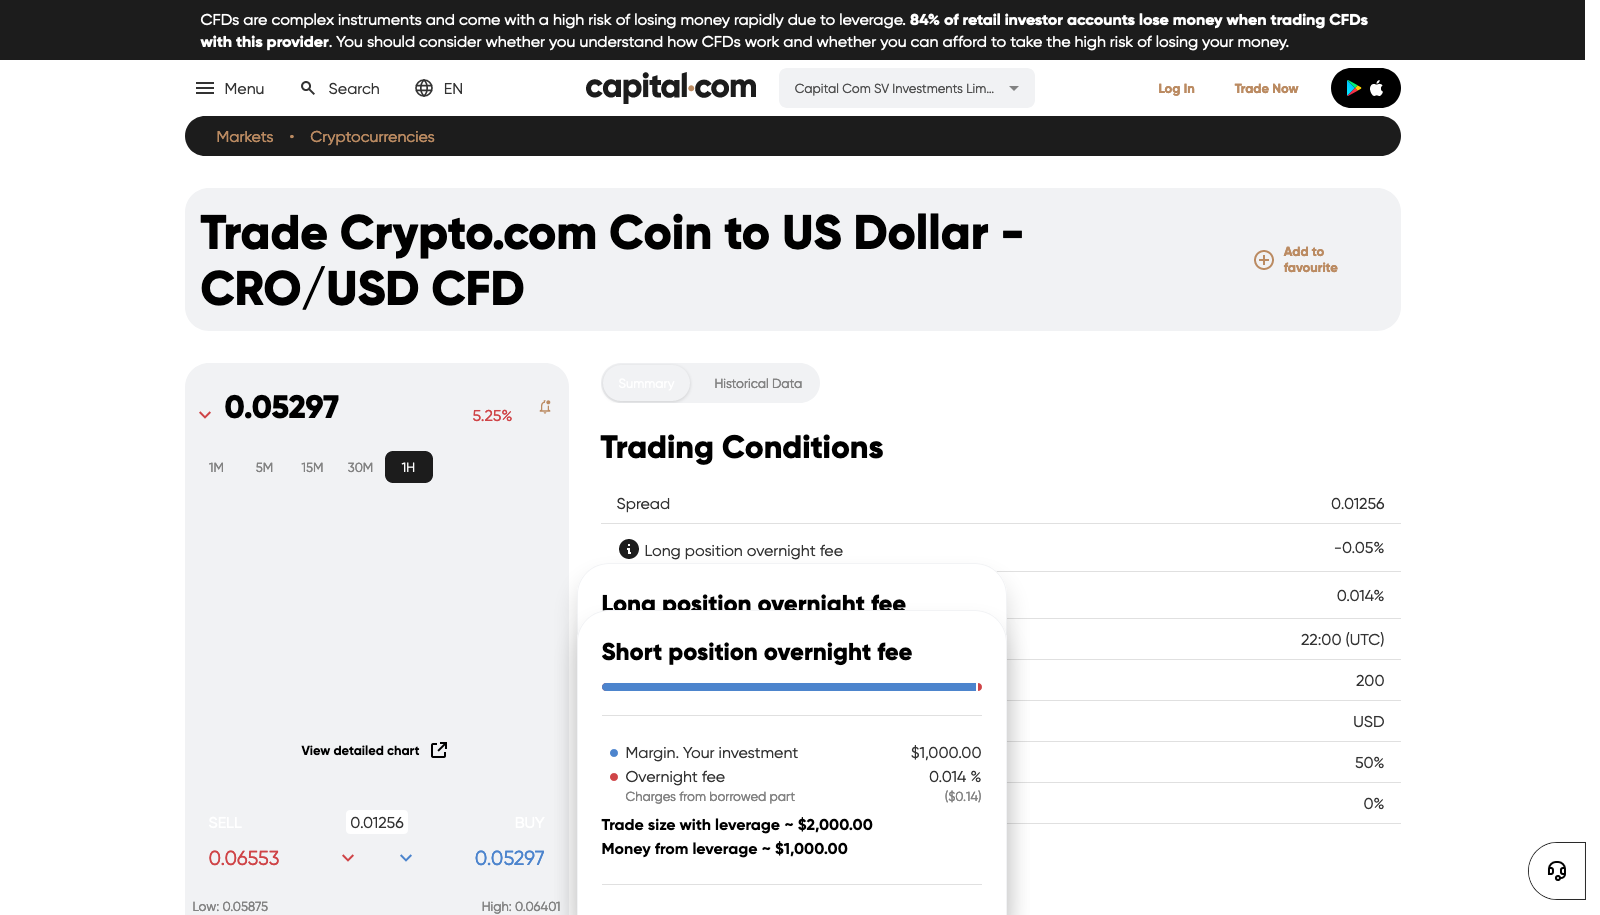 CFDs are complex instruments and come with a high risk of losing money rapidly due to leverage. 84% of retail investor accounts lose money when trading CFDs
with this provider. You should consider whether you understand how CFDs work and whether you can afford to take the high risk of losing your money.
Menu Search EN capital.com Capital Com SV Investments Lim... Log In Trade Now
Markets • Cryptocurrencies
Trade Crypto.com Coin to US Dollar -
CRO/USD CFD
Add to
favourite
0.05297 5.25%
1M 5M 15M 30M 1H
View detailed chart
SELL 0.01256 BUY
0.06553 0.05297
Low: 0.05875 High: 0.06401
Summary Historical Data
Trading Conditions
Spread 0.01256
Long position overnight fee -0.05%
0.014%
22:00 (UTC)
200
USD
50%
0%
Long position overnight fee
Short position overnight fee
Margin. Your investment $1,000.00
Overnight fee 0.014 %
Charges from borrowed part ($0.14)
Trade size with leverage ~ $2,000.00
Money from leverage ~ $1,000.00